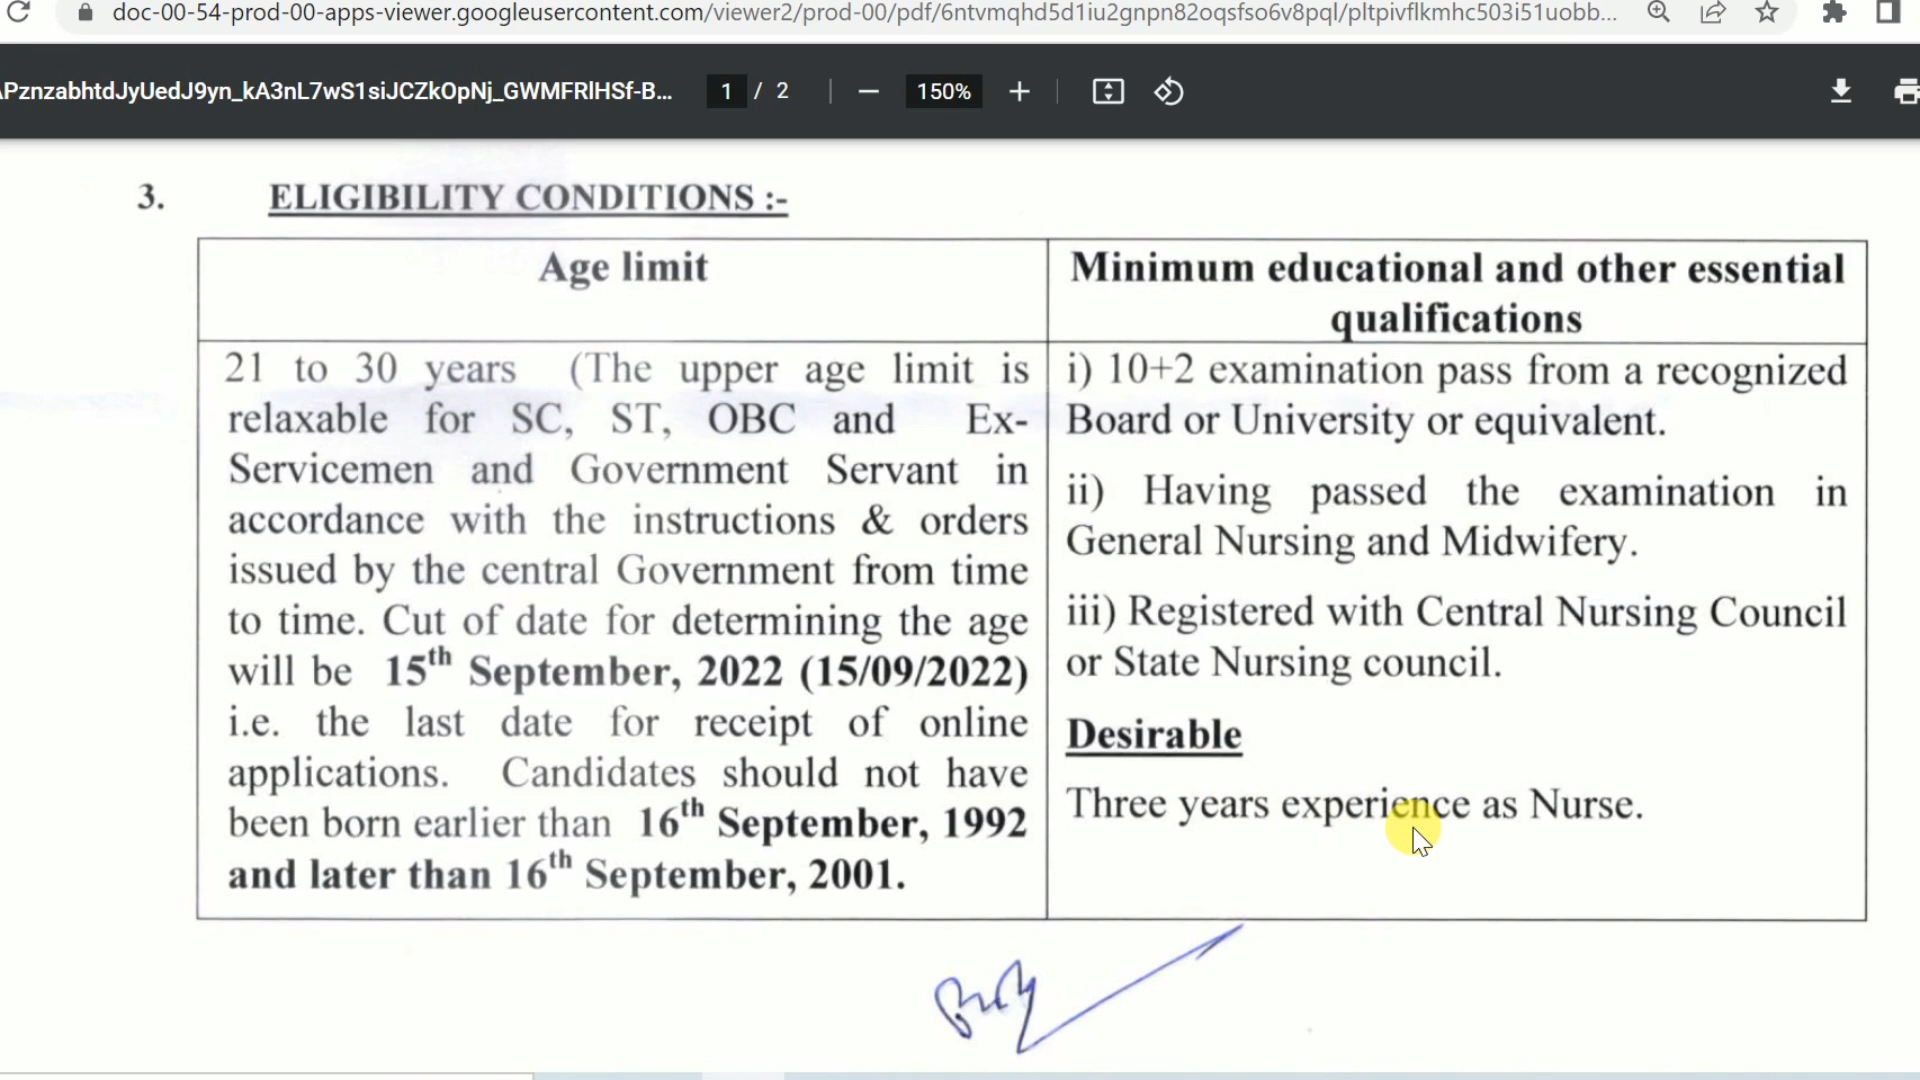 doc-00-54-prod-00-apps-viewer.googleusercontent.com/viewer2/prod-00/pdf/6ntvmqhd5d1iu2gnpn82oqsfso6v8pql/pltpivflkmhc503i51uobb...
PznzabhtdJyUedJ9yn_kA3nL7wS1siJCZkOpNj_GWMFRlHSf-B... 1 / 2 150%
3. ELIGIBILITY CONDITIONS :-
Age limit
21 to 30 years (The upper age limit is
relaxable for SC, ST, OBC and Ex-
Servicemen and Government Servant in
accordance with the instructions & orders
issued by the central Government from time
to time. Cut of date for determining the age
will be 15th September, 2022 (15/09/2022)
i.e. the last date for receipt of online
applications. Candidates should not have
been born earlier than 16th September, 1992
and later than 16th September, 2001.
Minimum educational and other essential
qualifications
i) 10+2 examination pass from a recognized
Board or University or equivalent.
ii) Having passed the examination in
General Nursing and Midwifery.
iii) Registered with Central Nursing Council
or State Nursing council.
Desirable
Three years experience as Nurse.